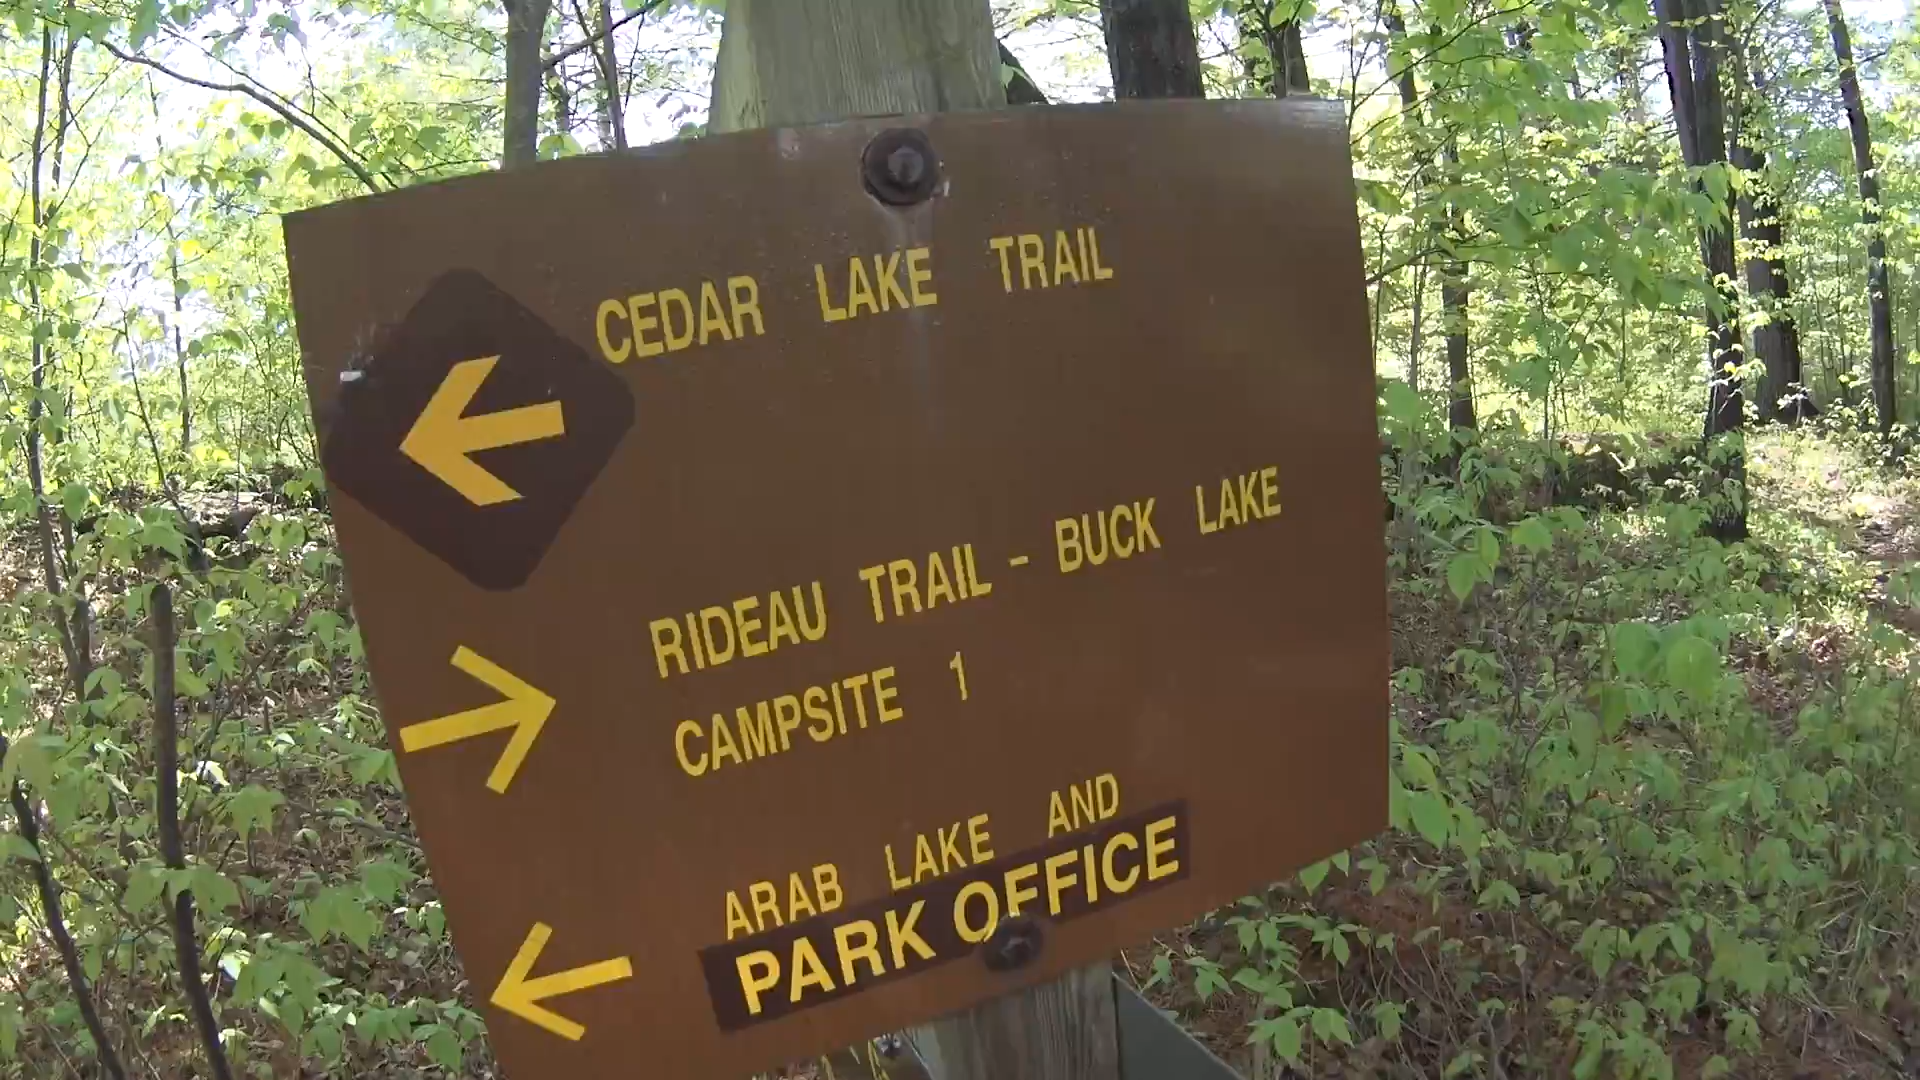 CEDAR LAKE TRAIL
RIDEAU TRAIL - BUCK LAKE
CAMPSITE 1
ARAB LAKE AND
PARK OFFICE